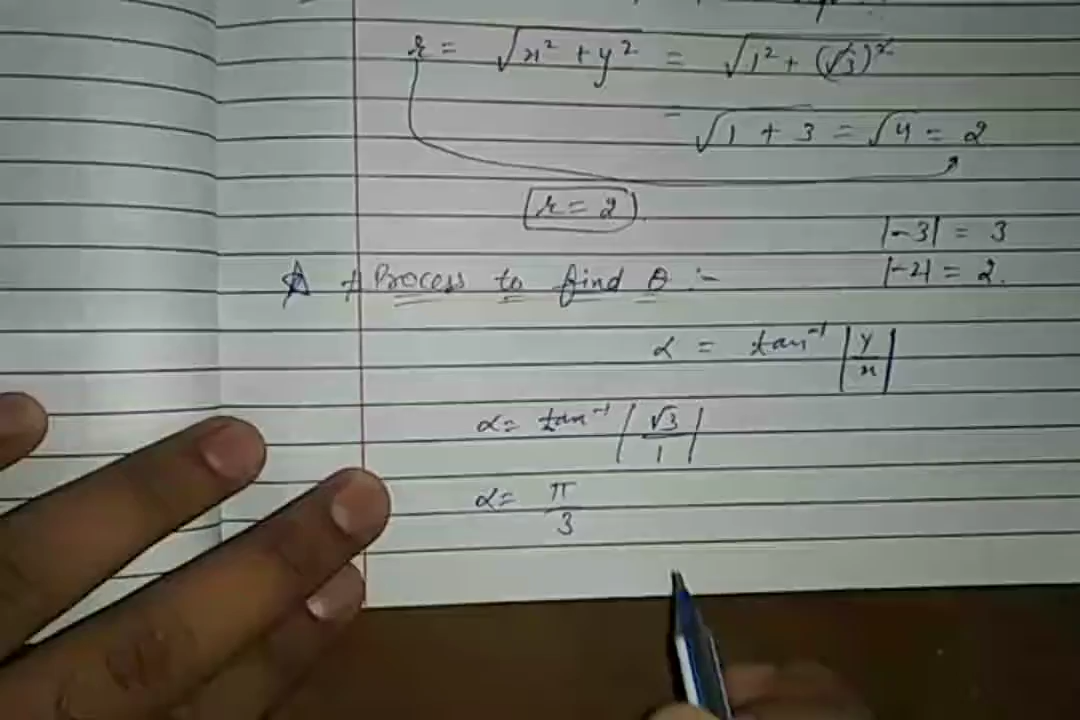 r = √x² + y² = √1² + (√3)²
= √1 + 3 = √4 = 2
r = 2
|-3| = 3
|-2| = 2.
Process to find θ :-
α = tan⁻¹ |y/x|
α = tan⁻¹ |√3/1|
α = π/3